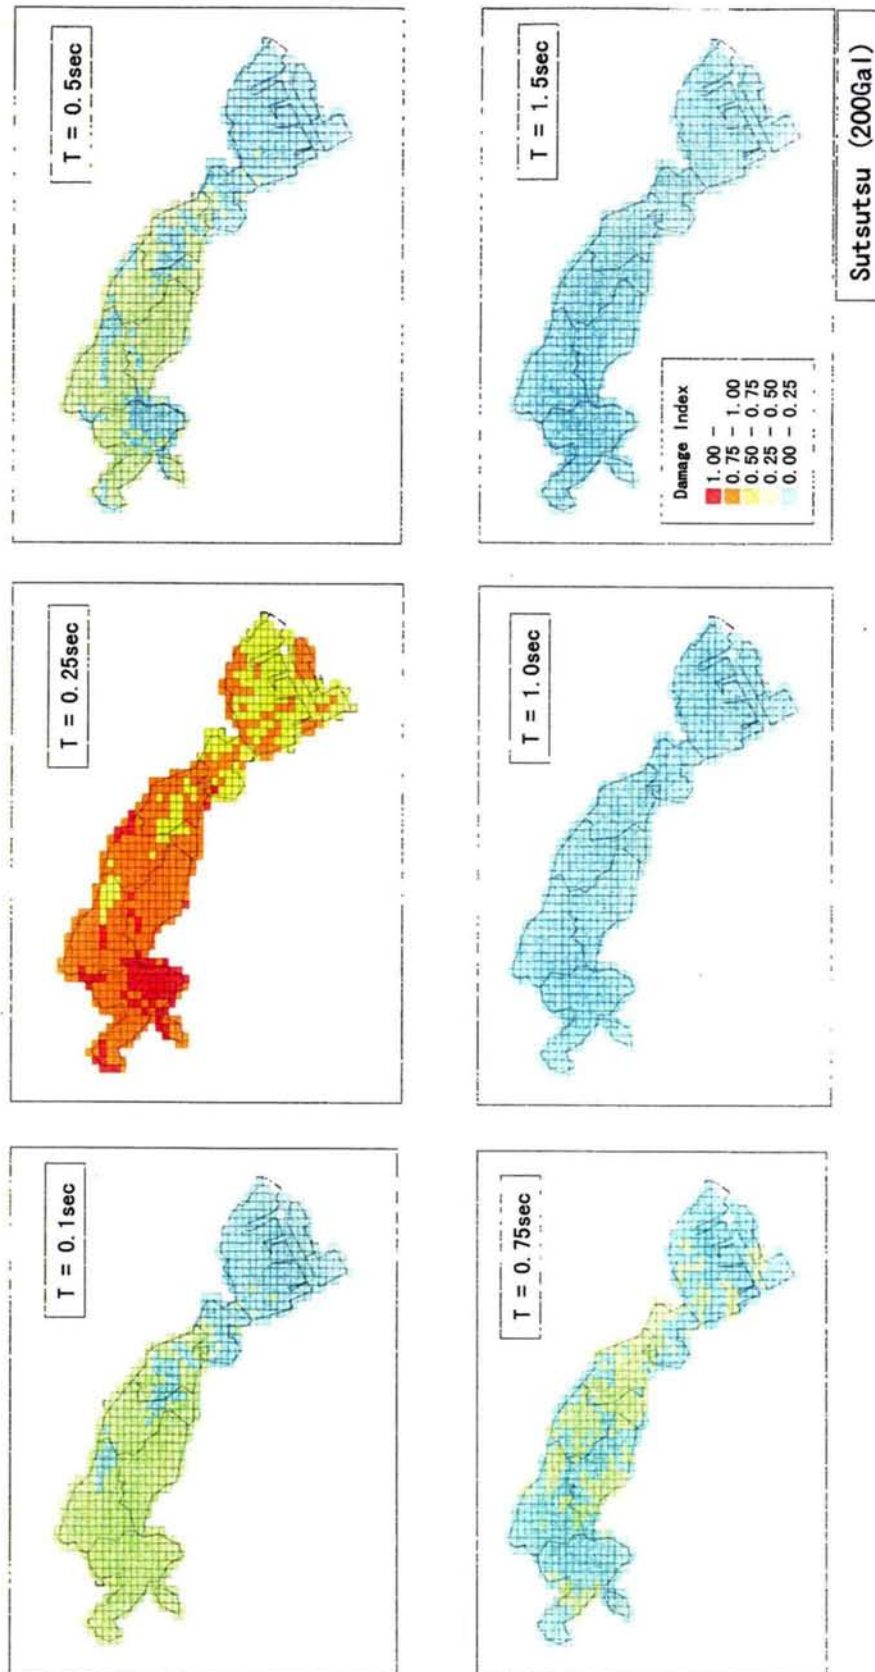 T = 0.1sec
T = 0.25sec
T = 0.5sec
T = 0.75sec
T = 1.0sec
T = 1.5sec
Damage Index
1.00 -
0.75 - 1.00
0.50 - 0.75
0.25 - 0.50
0.00 - 0.25
Sutsutsu (200Gal)